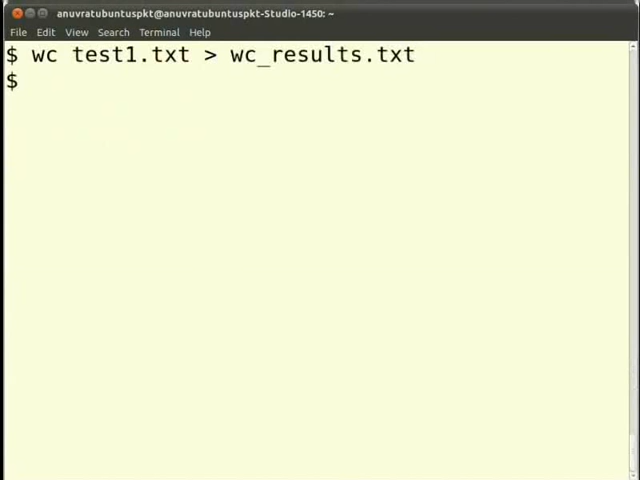 anuvratubuntuspkt@anuvratubuntuspkt-Studio-1450: ~
File Edit View Search Terminal Help
$ wc test1.txt > wc_results.txt
$